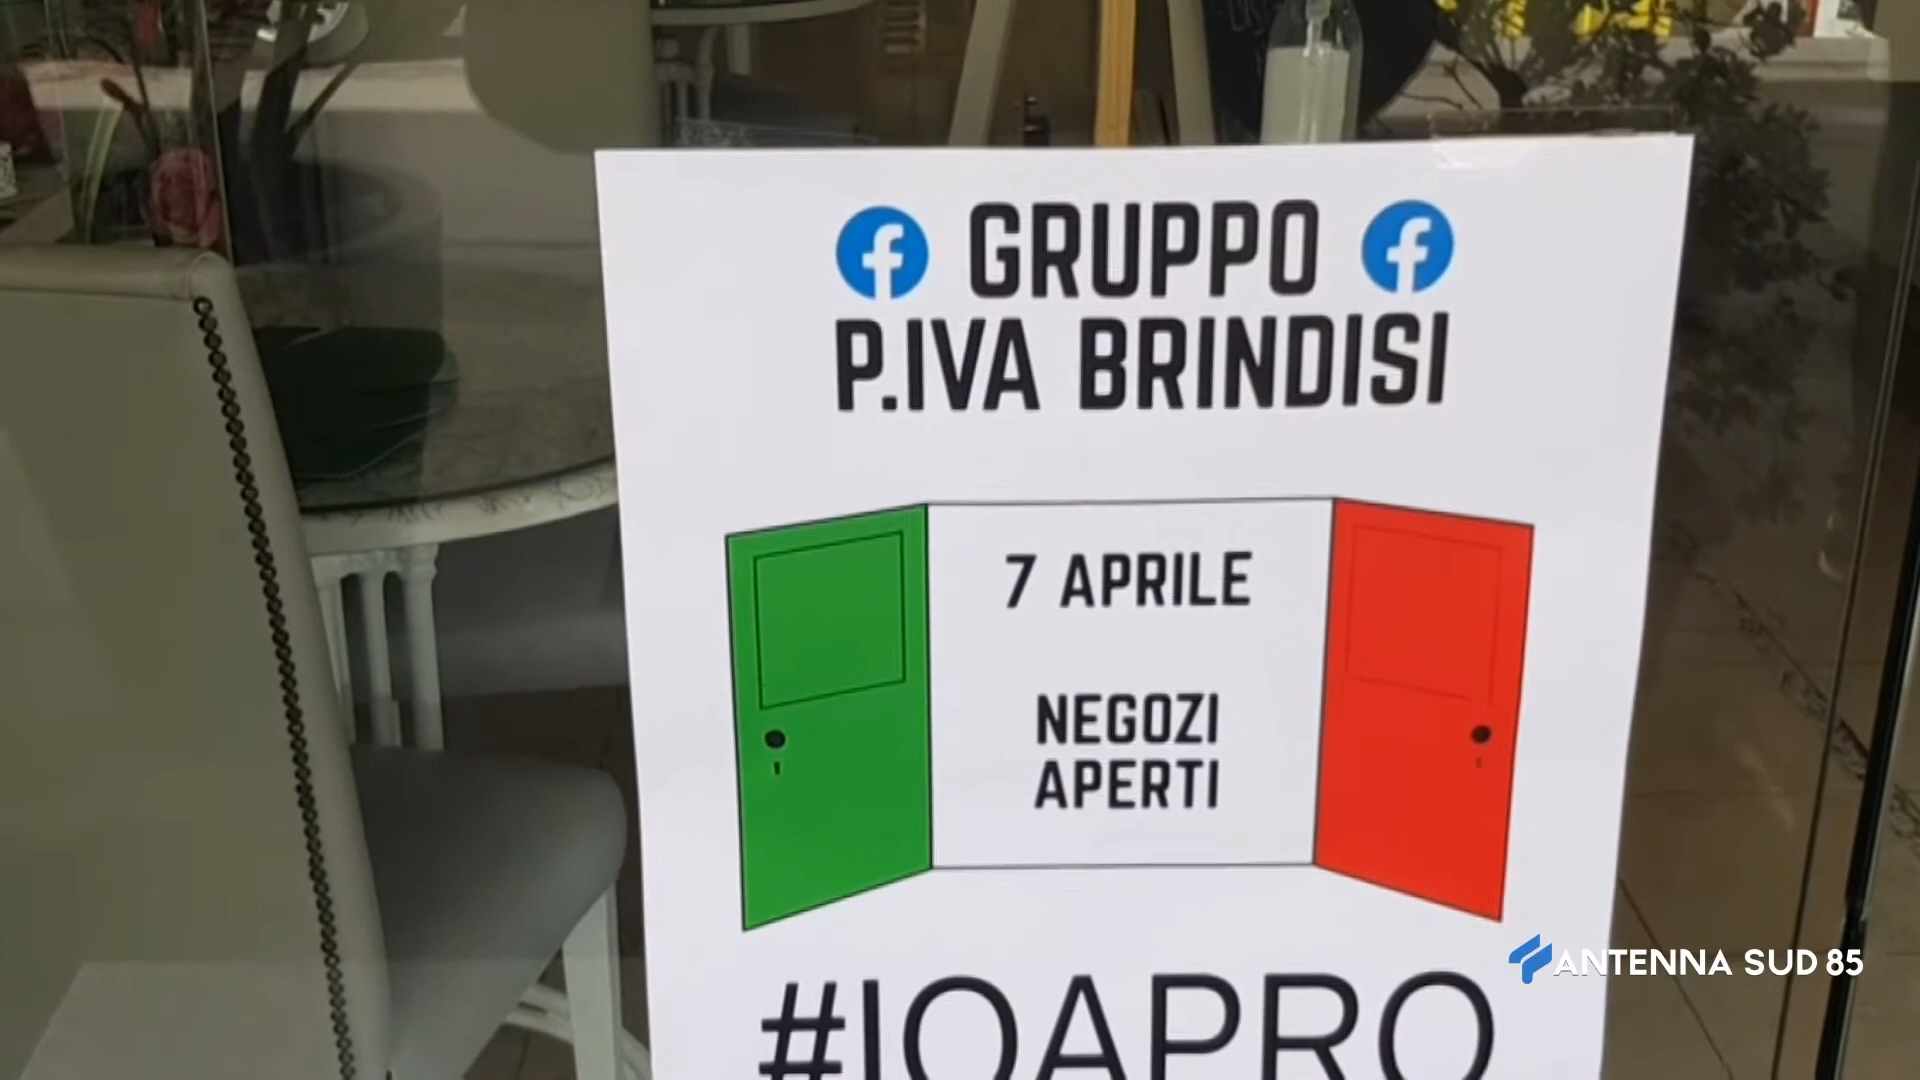 GRUPPO
P.IVA BRINDISI
7 APRILE
NEGOZI
APERTI
#IOAPRO
ANTENNA SUD 85